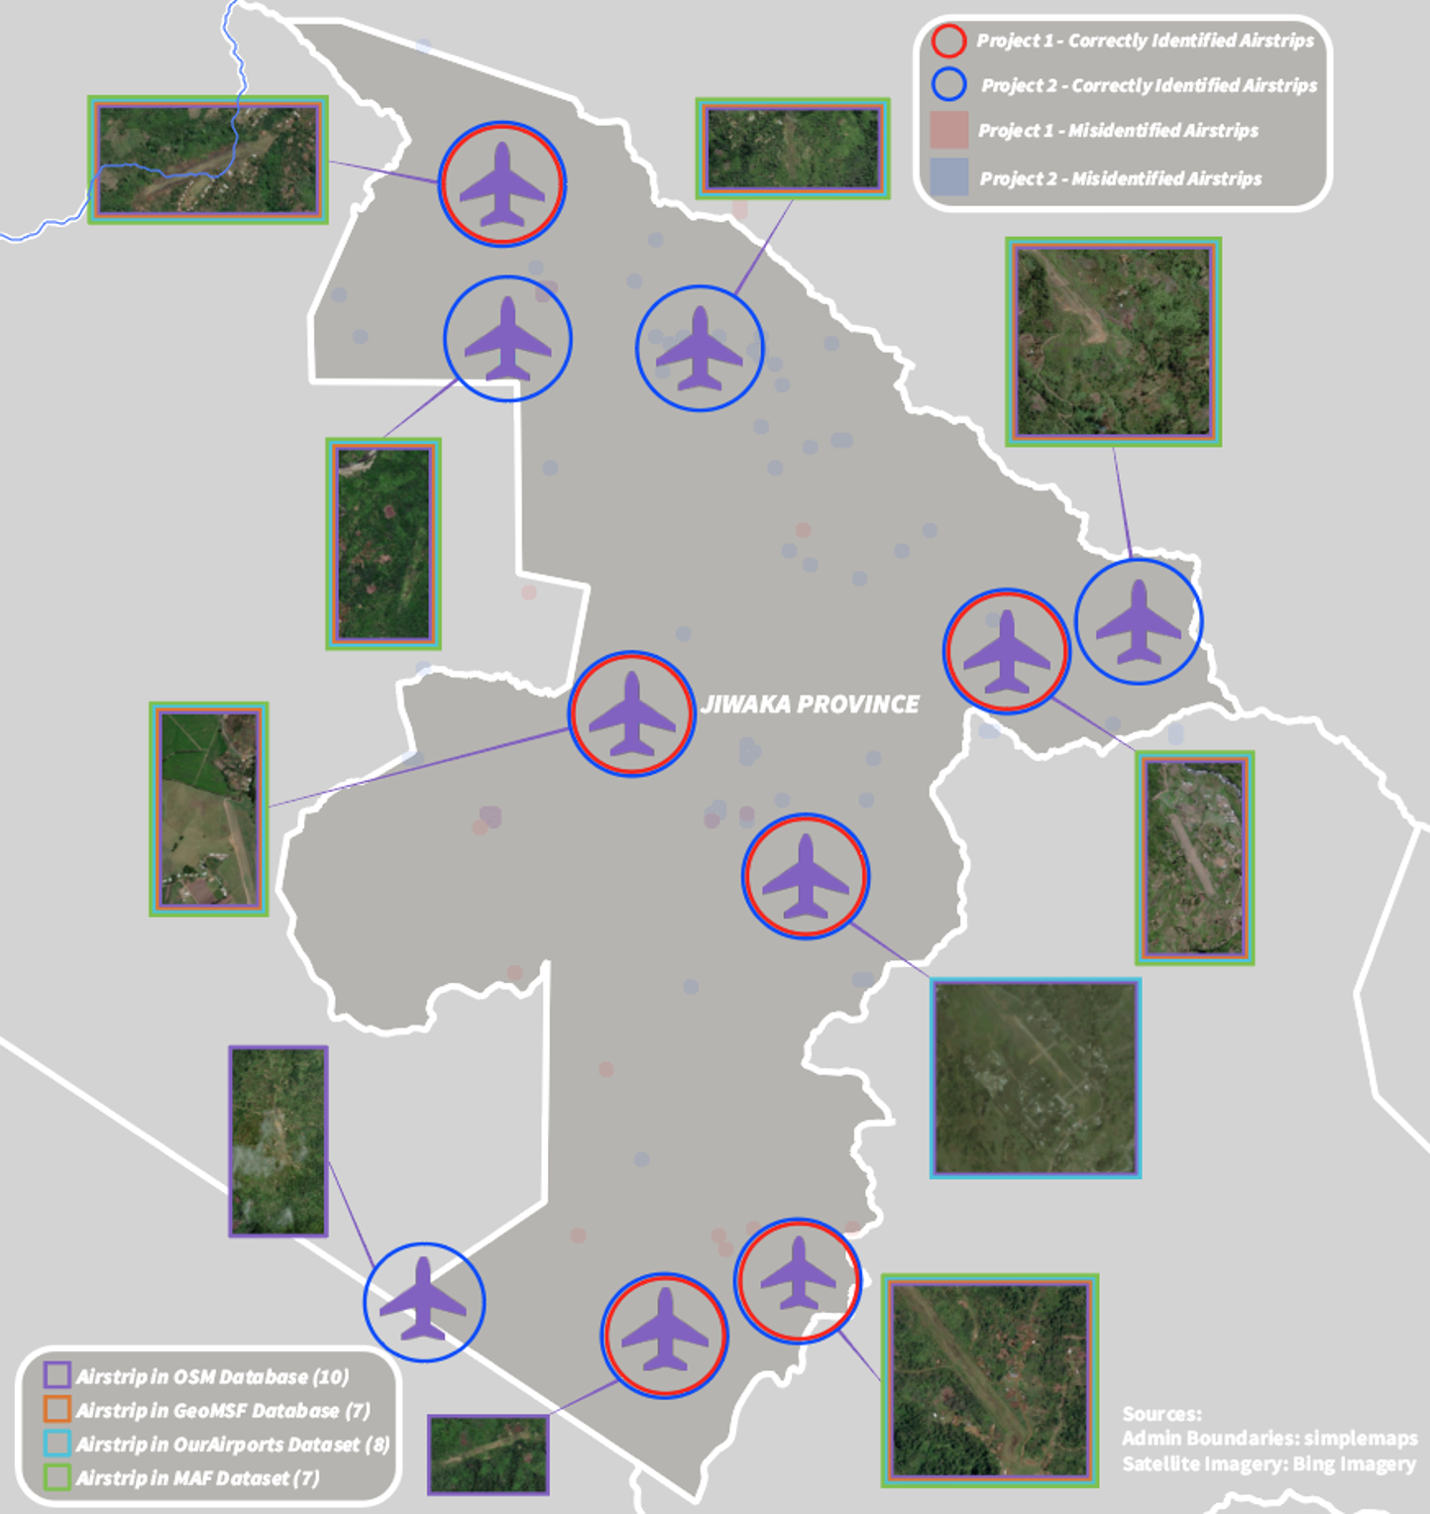 Project 1 - Correctly Identified Airstrips
Project 2 - Correctly Identified Airstrips
Project 1 - Misidentified Airstrips
Project 2 - Misidentified Airstrips
JIWAKA PROVINCE
Airstrip in OSM Database (10)
Airstrip in GeoMSF Database (7)
Airstrip in OurAirports Dataset (8)
Airstrip in MAF Dataset (7)
Sources:
Admin Boundaries: simplemaps
Satellite Imagery: Bing Imagery